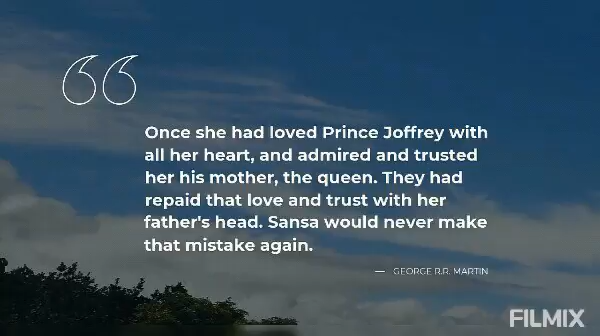 Once she had loved Prince Joffrey with
all her heart, and admired and trusted
her his mother, the queen. They had
repaid that love and trust with her
father's head. Sansa would never make
that mistake again.
— GEORGE R.R. MARTIN
FILMIX